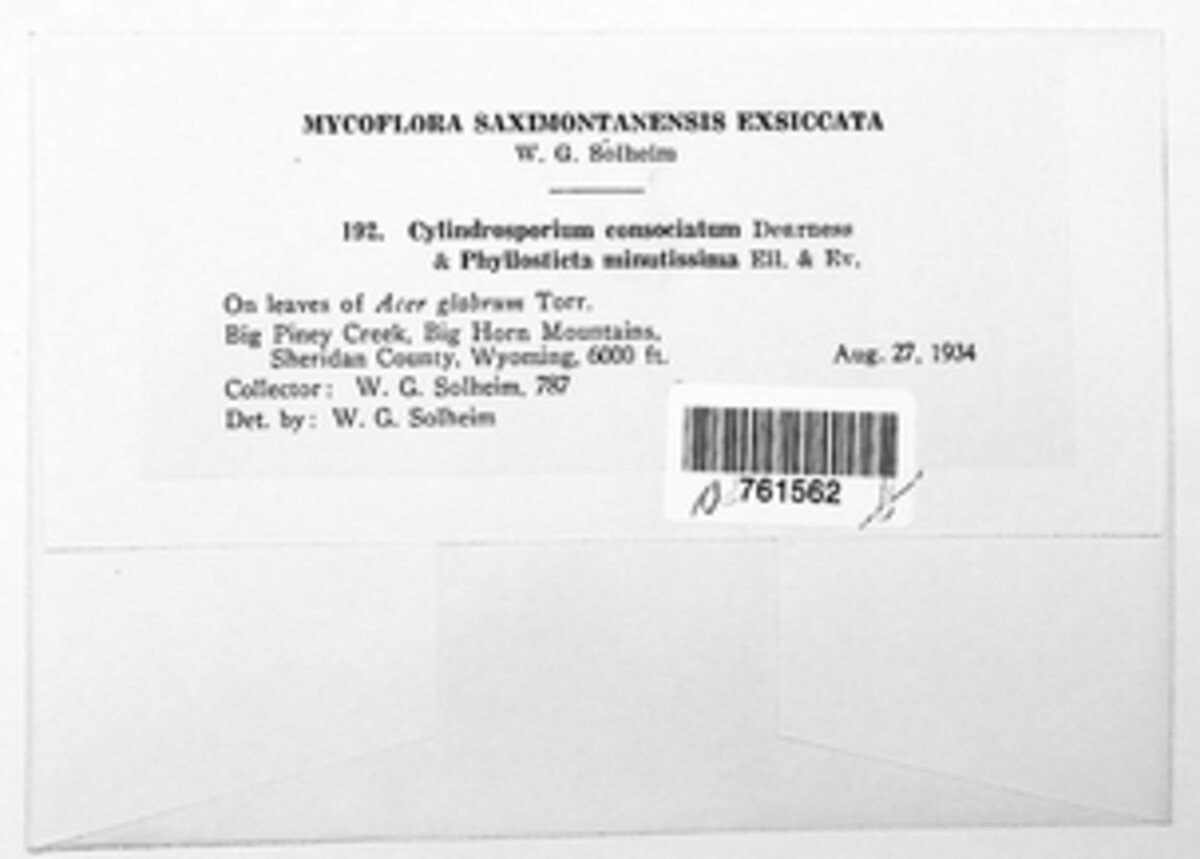 MYCOFLORA SAXIMONTANENSIS EXSICCATA
W. G. Solheim
192. Cylindrosporium consociatum Dearness
& Phyllosticta minutissima Ell. & Ev.
On leaves of Acer glabrum Torr.
Big Piney Creek, Big Horn Mountains,
Sheridan County, Wyoming, 6000 ft. Aug. 27, 1934
Collector: W. G. Solheim, 787
Det. by: W. G. Solheim
761562